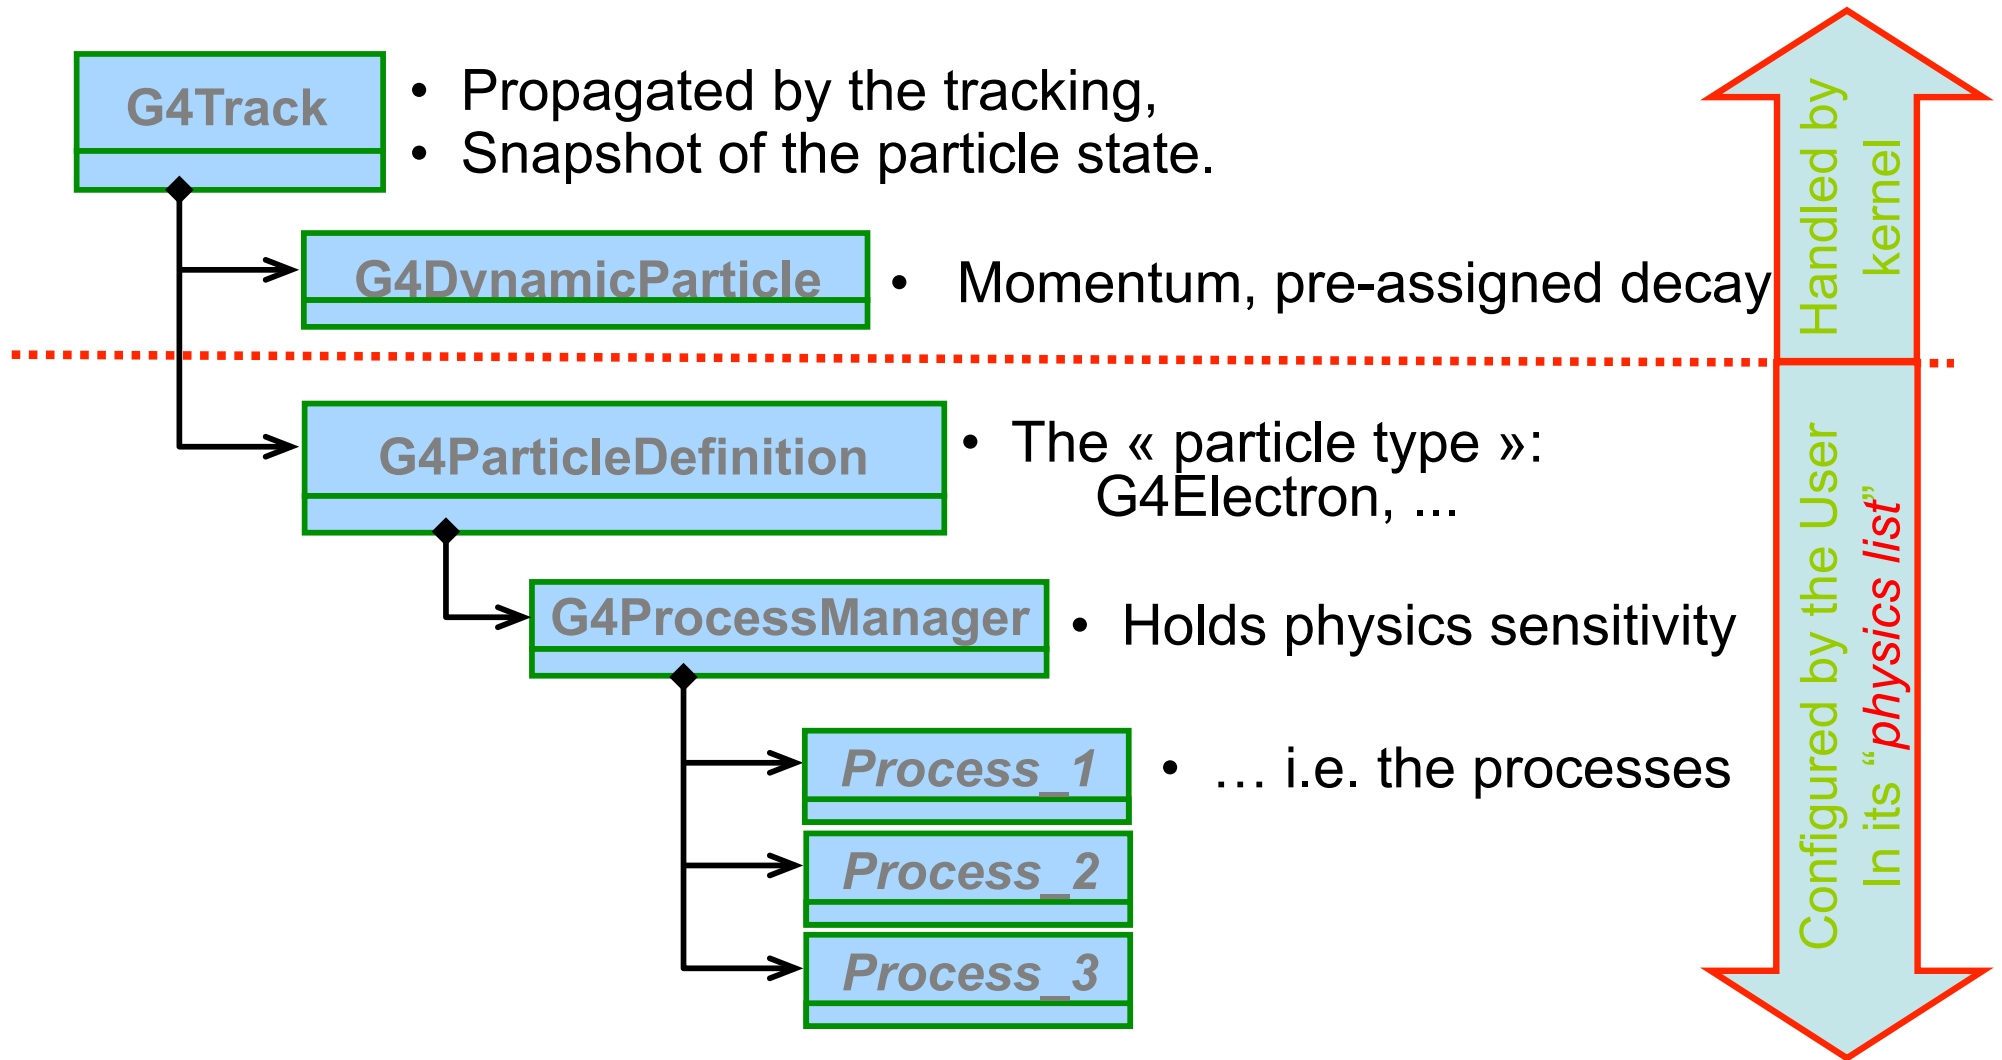 G4Track
• Propagated by the tracking,
• Snapshot of the particle state.
G4DynamicParticle
• Momentum, pre-assigned decay
G4ParticleDefinition
• The « particle type »:
G4Electron, ...
G4ProcessManager
• Holds physics sensitivity
Process_1
• … i.e. the processes
Process_2
Process_3
Handled by
kernel
Configured by the User
In its “physics list”